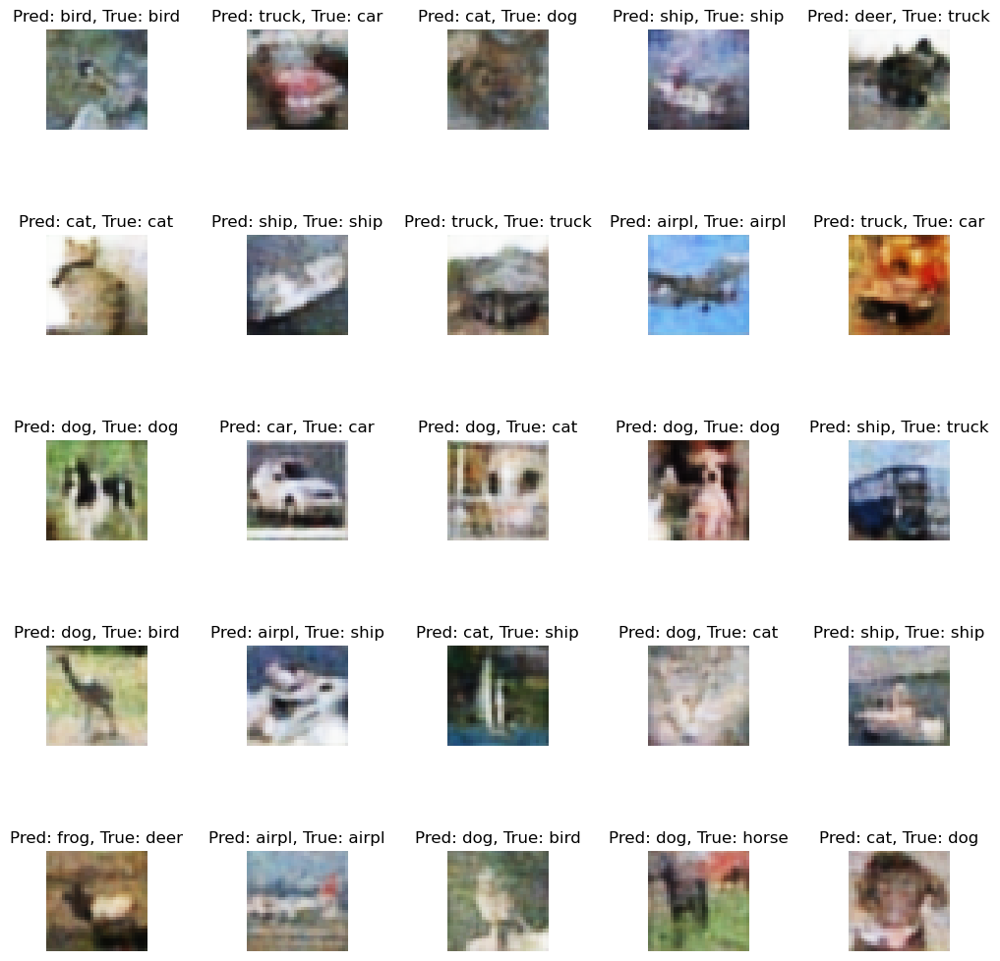 Pred: bird, True: bird
Pred: truck, True: car
Pred: cat, True: dog
Pred: ship, True: ship
Pred: deer, True: truck
Pred: cat, True: cat
Pred: ship, True: ship
Pred: truck, True: truck
Pred: airpl, True: airpl
Pred: truck, True: car
Pred: dog, True: dog
Pred: car, True: car
Pred: dog, True: cat
Pred: dog, True: dog
Pred: ship, True: truck
Pred: dog, True: bird
Pred: airpl, True: ship
Pred: cat, True: ship
Pred: dog, True: cat
Pred: ship, True: ship
Pred: frog, True: deer
Pred: airpl, True: airpl
Pred: dog, True: bird
Pred: dog, True: horse
Pred: cat, True: dog